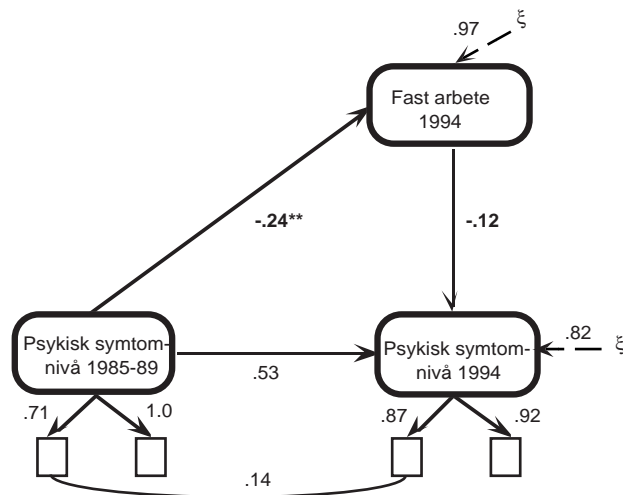 .97
ξ
Fast arbete
1994
-.24**
-.12
Psykisk symtom-
nivå 1985-89
.53
Psykisk symtom-
nivå 1994
.82
ξ
.71
1.0
.87
.92
.14